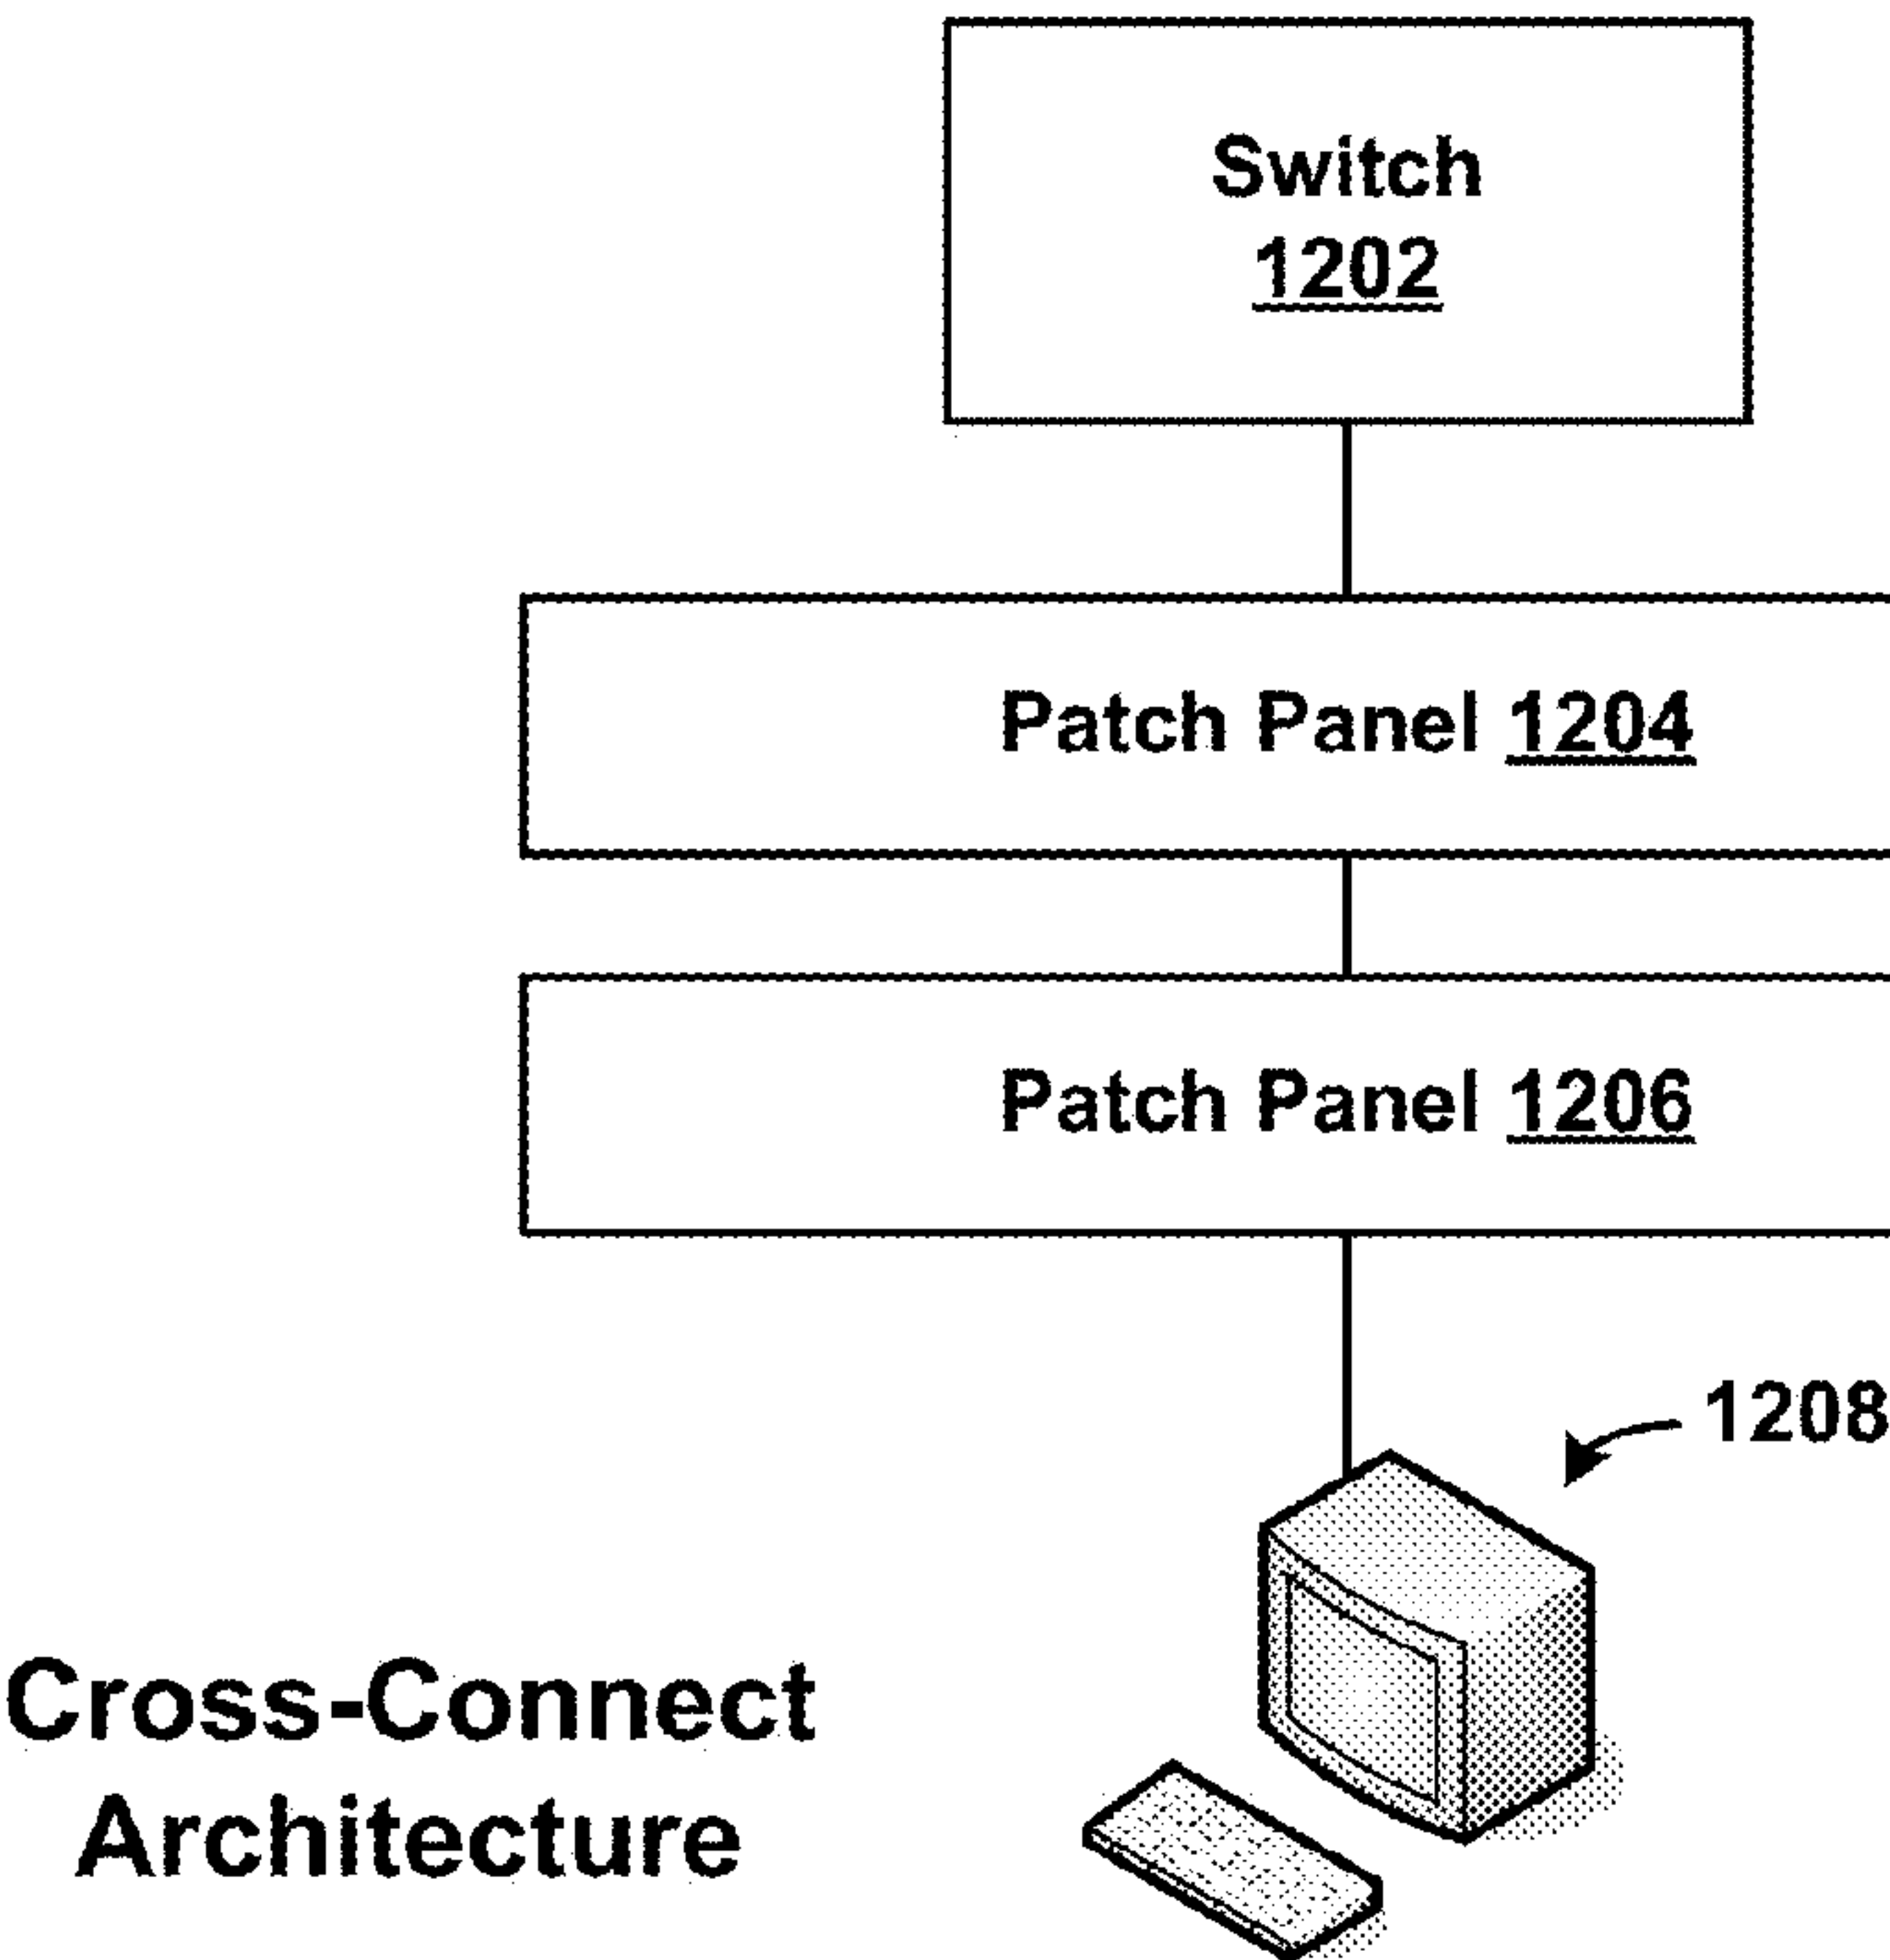 Switch
1202
Patch Panel 1204
Patch Panel 1206
1208
Cross-Connect
Architecture